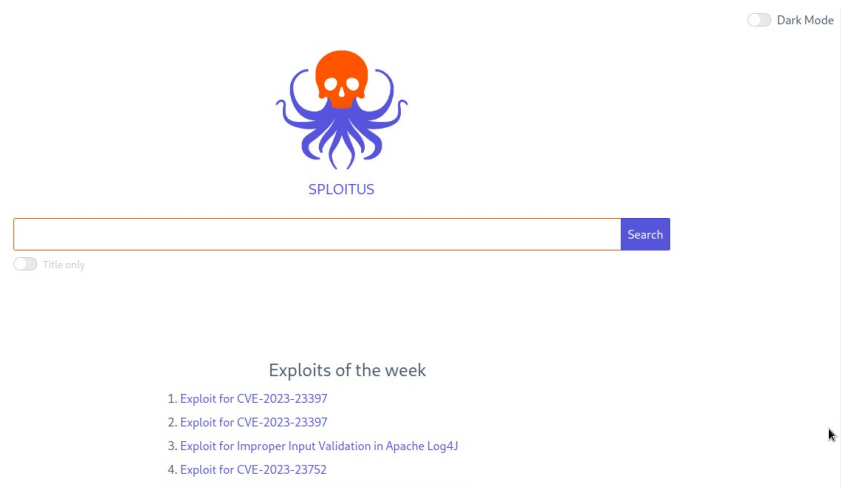 Dark Mode
SPLOITUS
Search
Title only
Exploits of the week
1. Exploit for CVE-2023-23397
2. Exploit for CVE-2023-23397
3. Exploit for Improper Input Validation in Apache Log4J
4. Exploit for CVE-2023-23752